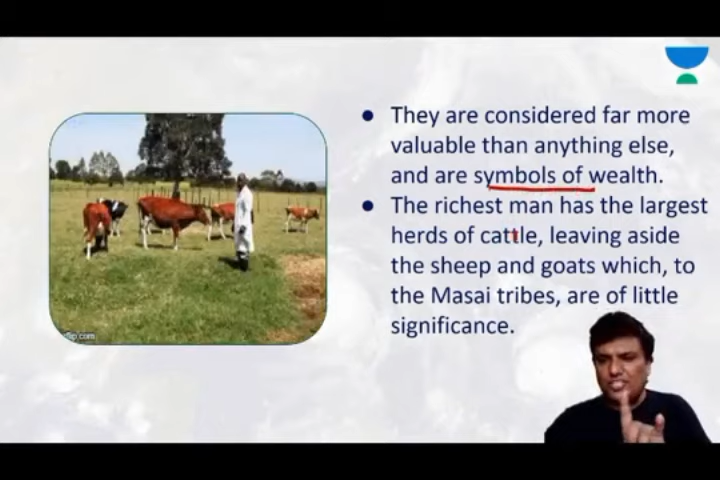 They are considered far more
valuable than anything else,
and are symbols of wealth.
The richest man has the largest
herds of cattle, leaving aside
the sheep and goats which, to
the Masai tribes, are of little
significance.